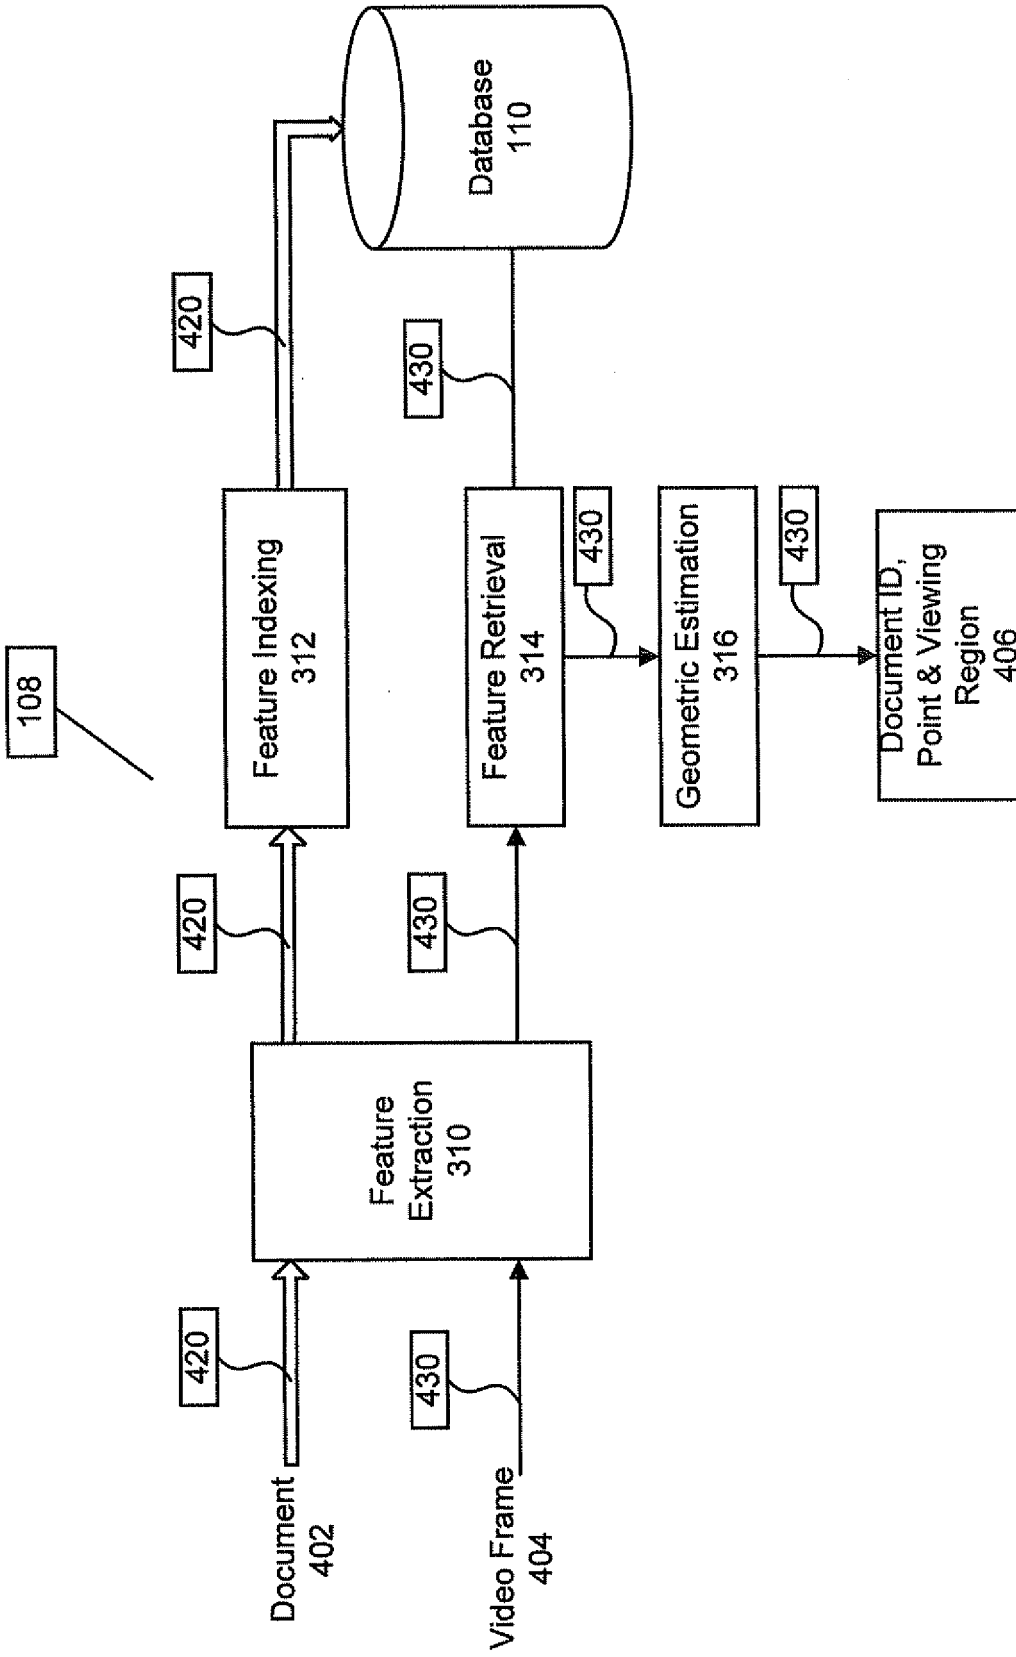 108
Document
402
420
Feature
Extraction
310
420
Feature Indexing
312
420
Database
110
Video Frame
404
430
430
Feature Retrieval
314
430
430
Geometric Estimation
316
430
Document ID,
Point & Viewing
Region
406